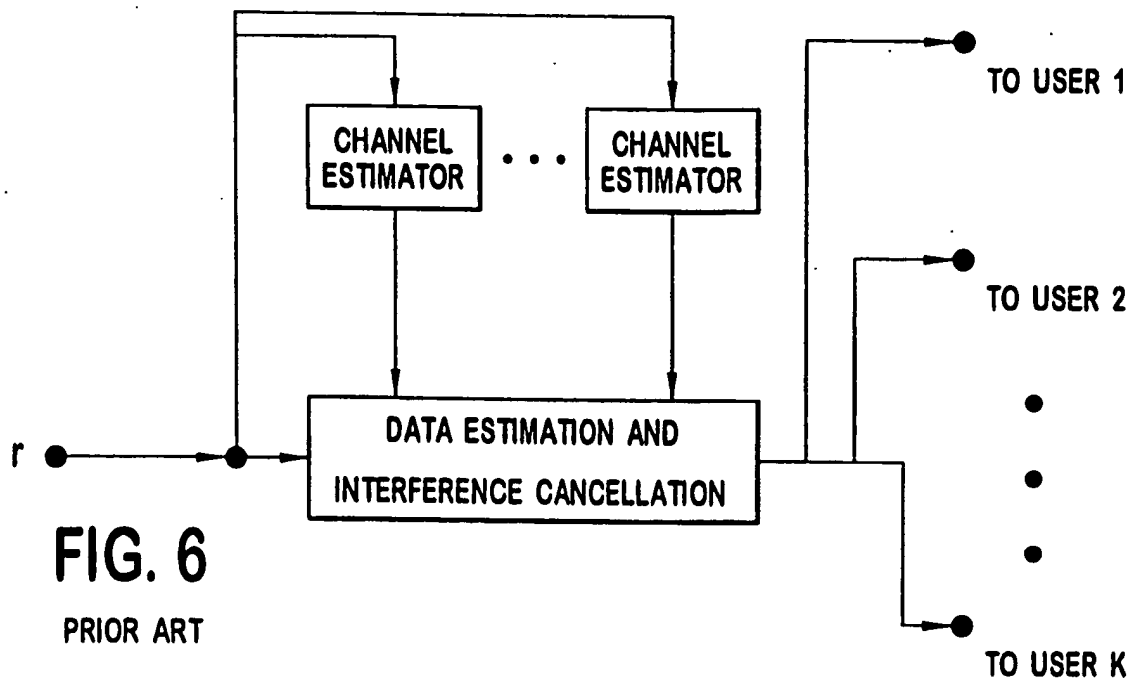 TO USER 1
CHANNEL
ESTIMATOR
CHANNEL
ESTIMATOR
TO USER 2
DATA ESTIMATION AND
INTERFERENCE CANCELLATION
r
FIG. 6
PRIOR ART
TO USER K